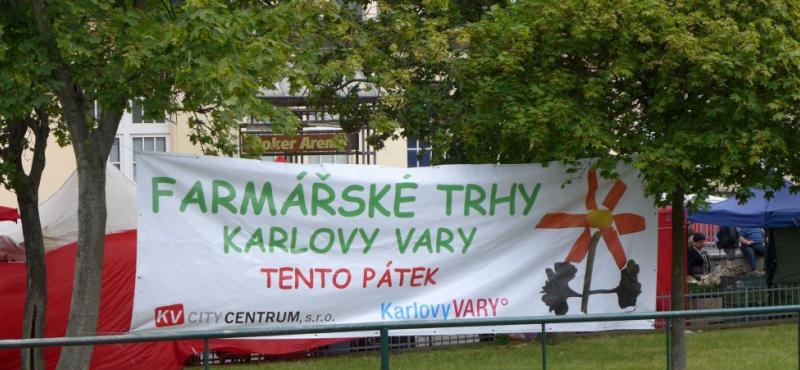 Poker Arena
FARMÁŘSKÉ TRHY
KARLOVY VARY
TENTO PÁTEK
KV CITY CENTRUM, s.r.o.
KarlovyVARY°